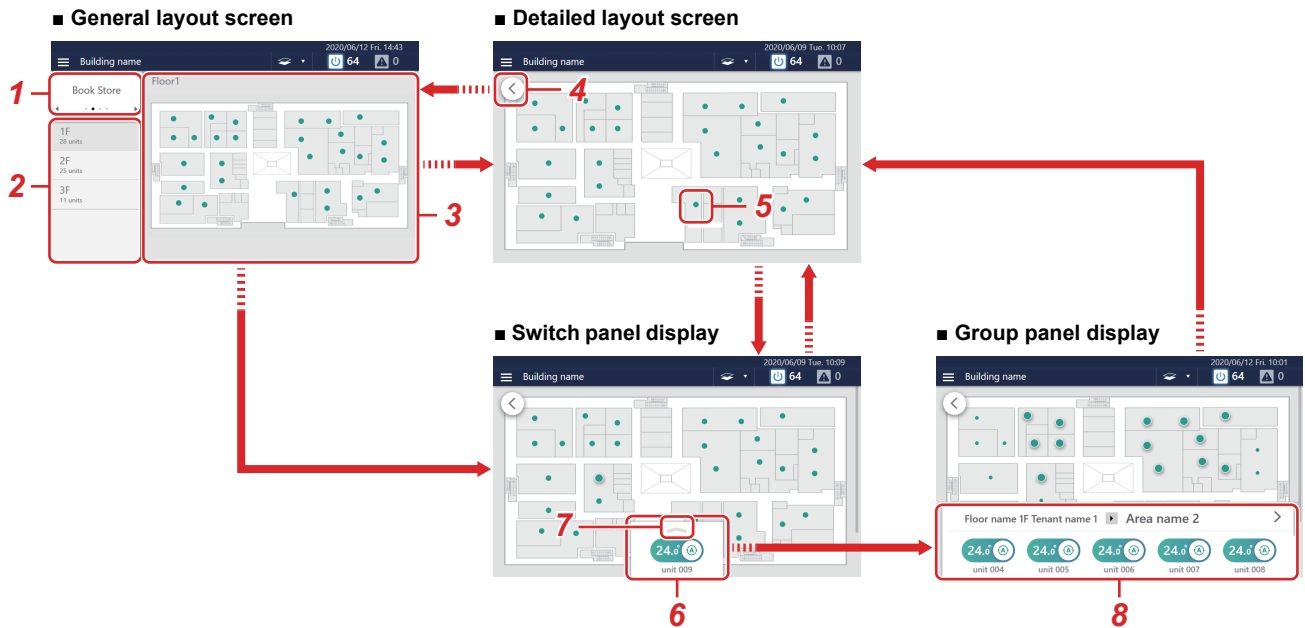 ■ General layout screen
2020/06/12 Fri. 14:43
Building name
64
0
1
Book Store
2
1F
28 units
2F
25 units
3F
11 units
Floor1
3
■ Detailed layout screen
2020/06/09 Tue. 10:07
Building name
64
0
4
5
■ Switch panel display
2020/06/09 Tue. 10:09
Building name
64
0
7
24.0° A
unit 009
6
■ Group panel display
2020/06/12 Fri. 10:01
Building name
64
0
Floor name 1F Tenant name 1 Area name 2
24.0° A 24.0° A 24.0° A 24.0° A 24.0° A
unit 004 unit 005 unit 006 unit 007 unit 008
8